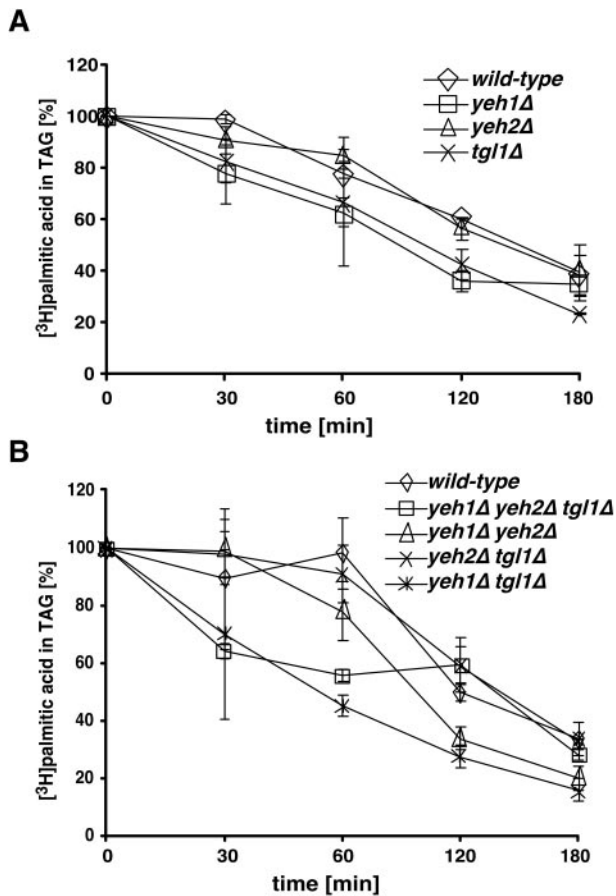 A
[³H]palmitic acid in TAG [%]
120
100
80
60
40
20
0
wild-type
yeh1Δ
yeh2Δ
tgl1Δ
0 30 60 120 180
time [min]
B
[³H]palmitic acid in TAG [%]
120
100
80
60
40
20
0
wild-type
yeh1Δ yeh2Δ tgl1Δ
yeh1Δ yeh2Δ
yeh2Δ tgl1Δ
yeh1Δ tgl1Δ
0 30 60 120 180
time [min]